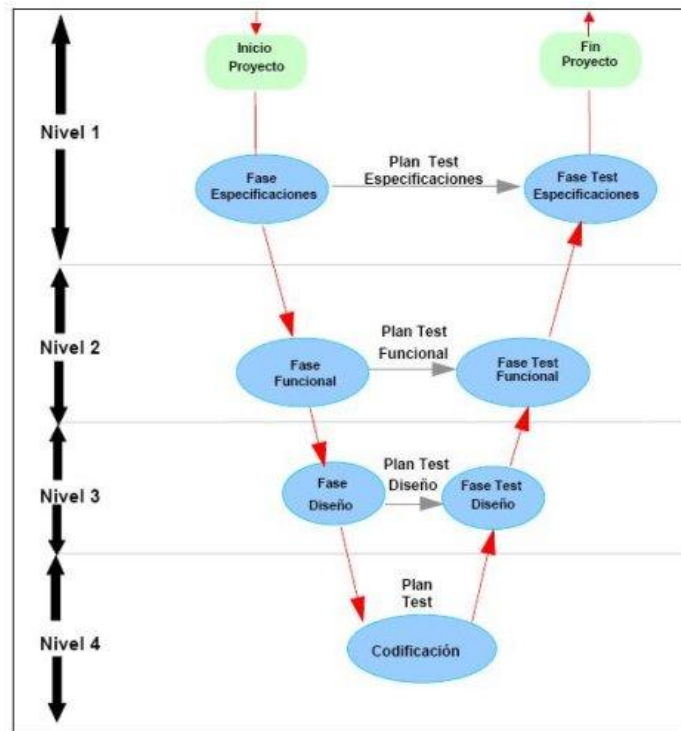 Inicio
Proyecto
Fin
Proyecto
Nivel 1
Fase
Especificaciones
Plan Test
Especificaciones
Fase Test
Especificaciones
Nivel 2
Fase
Funcional
Plan Test
Funcional
Fase Test
Funcional
Nivel 3
Fase
Diseño
Plan Test
Diseño
Fase Test
Diseño
Nivel 4
Plan
Test
Codificación